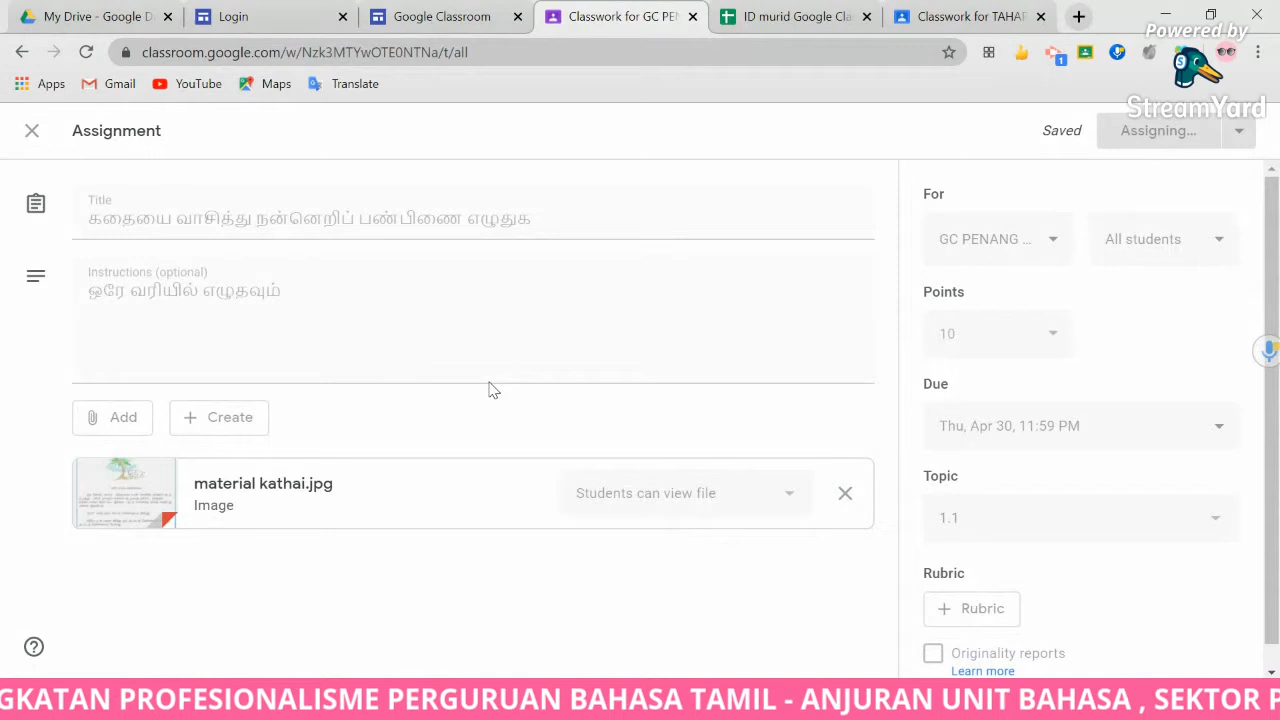 My Drive - Google D
Login
Google Classroom
Classwork for GC PEN
ID murid Google Cla
Classwork for TAHAP
Powered by
classroom.google.com/w/Nzk3MTYwOTE0NTNa/t/all
1
StreamYard
Apps
Gmail
YouTube
Maps
Translate
Assignment
Saved
Assigning...
Title
கதையை வாசித்து நன்னெறிப் பண்பிணை எழுதுக
Instructions (optional)
ஒரே வரியில் எழுதவும்
Add
Create
material kathai.jpg
Image
Students can view file
For
GC PENANG ...
All students
Points
10
Due
Thu, Apr 30, 11:59 PM
Topic
1.1
Rubric
Rubric
Originality reports
Learn more
GKATAN PROFESIONALISME PERGURUAN BAHASA TAMIL - ANJURAN UNIT BAHASA , SEKTOR P